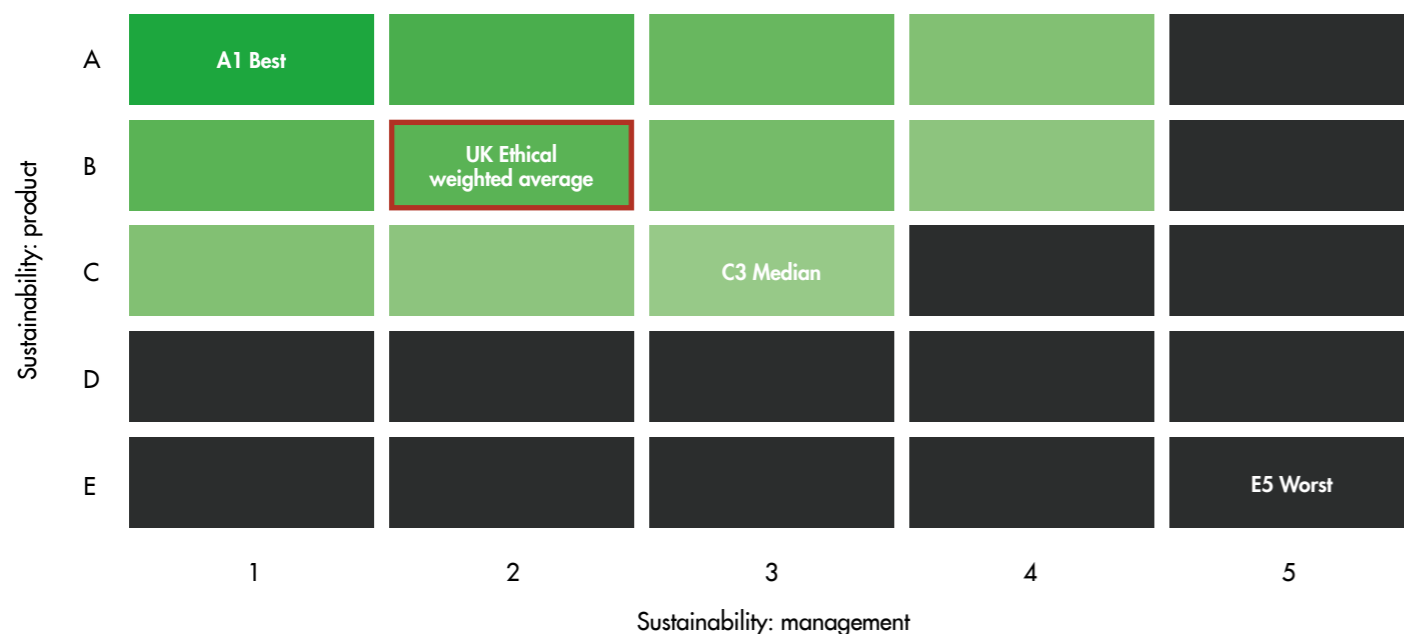 A
A1 Best
B
UK Ethical
weighted average
C
C3 Median
D
E
E5 Worst
1 2 3 4 5
Sustainability: product
Sustainability: management